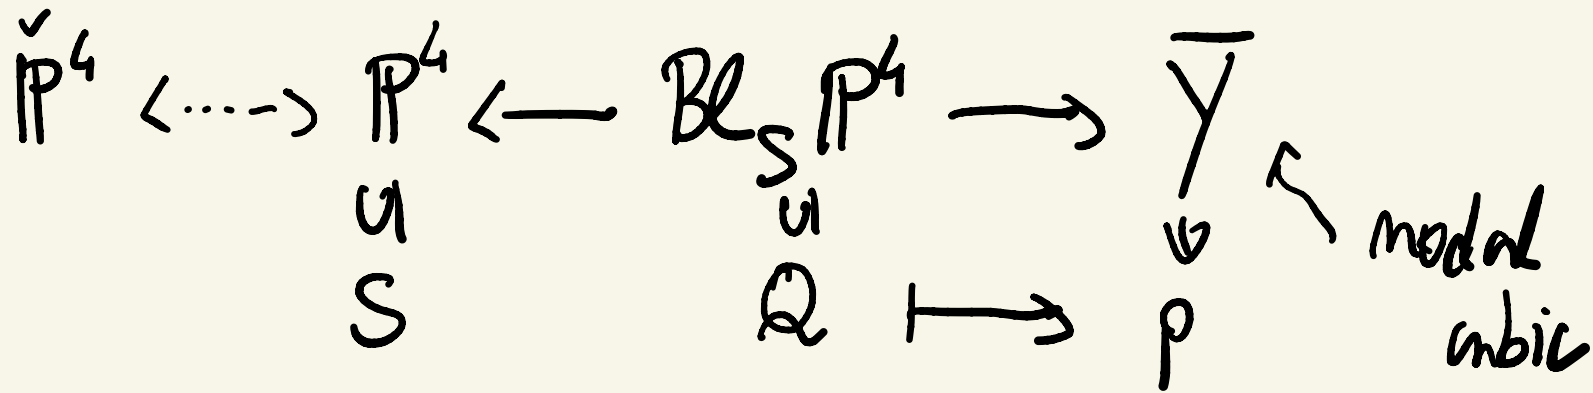 P̌⁴ <···-> ℙ⁴ ← Bl_S ℙ⁴ → Y̅
∪| ∪| ∪
S Q ↦ p
nodal
cubic